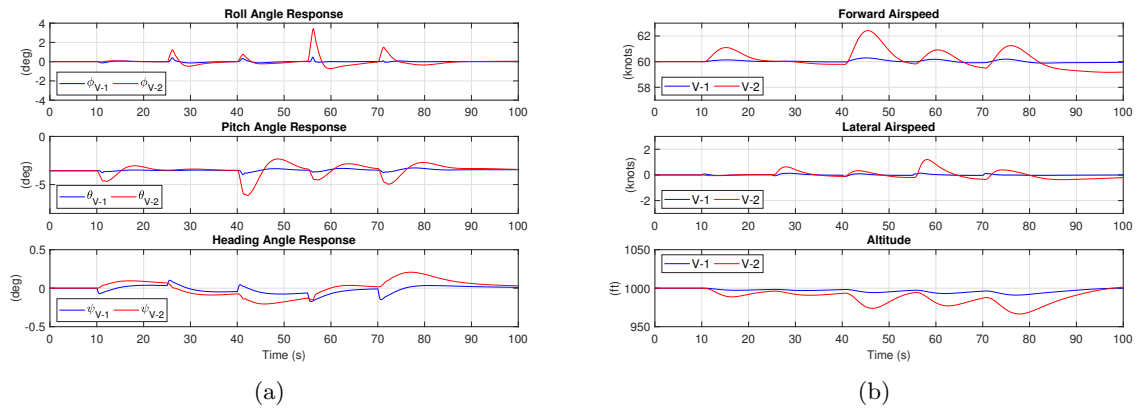 Roll Angle Response
4
2
0
-2
-4
(deg)
ϕV-1 ϕV-2
0 10 20 30 40 50 60 70 80 90 100
Pitch Angle Response
0
-5
(deg)
θV-1 θV-2
0 10 20 30 40 50 60 70 80 90 100
Heading Angle Response
0.5
0
-0.5
(deg)
ψV-1 ψV-2
0 10 20 30 40 50 60 70 80 90 100
Time (s)
(a)
Forward Airspeed
62
60
58
(knots)
V-1 V-2
0 10 20 30 40 50 60 70 80 90 100
Lateral Airspeed
2
0
-2
(knots)
V-1 V-2
0 10 20 30 40 50 60 70 80 90 100
Altitude
1050
1000
950
(ft)
V-1 V-2
0 10 20 30 40 50 60 70 80 90 100
Time (s)
(b)